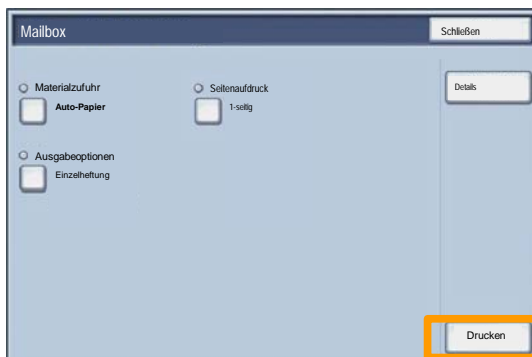 Mailbox
Schließen
Materialzufuhr
Auto-Papier
Seitenaufdruck
1-seitig
Details
Ausgabeoptionen
Einzelheftung
Drucken